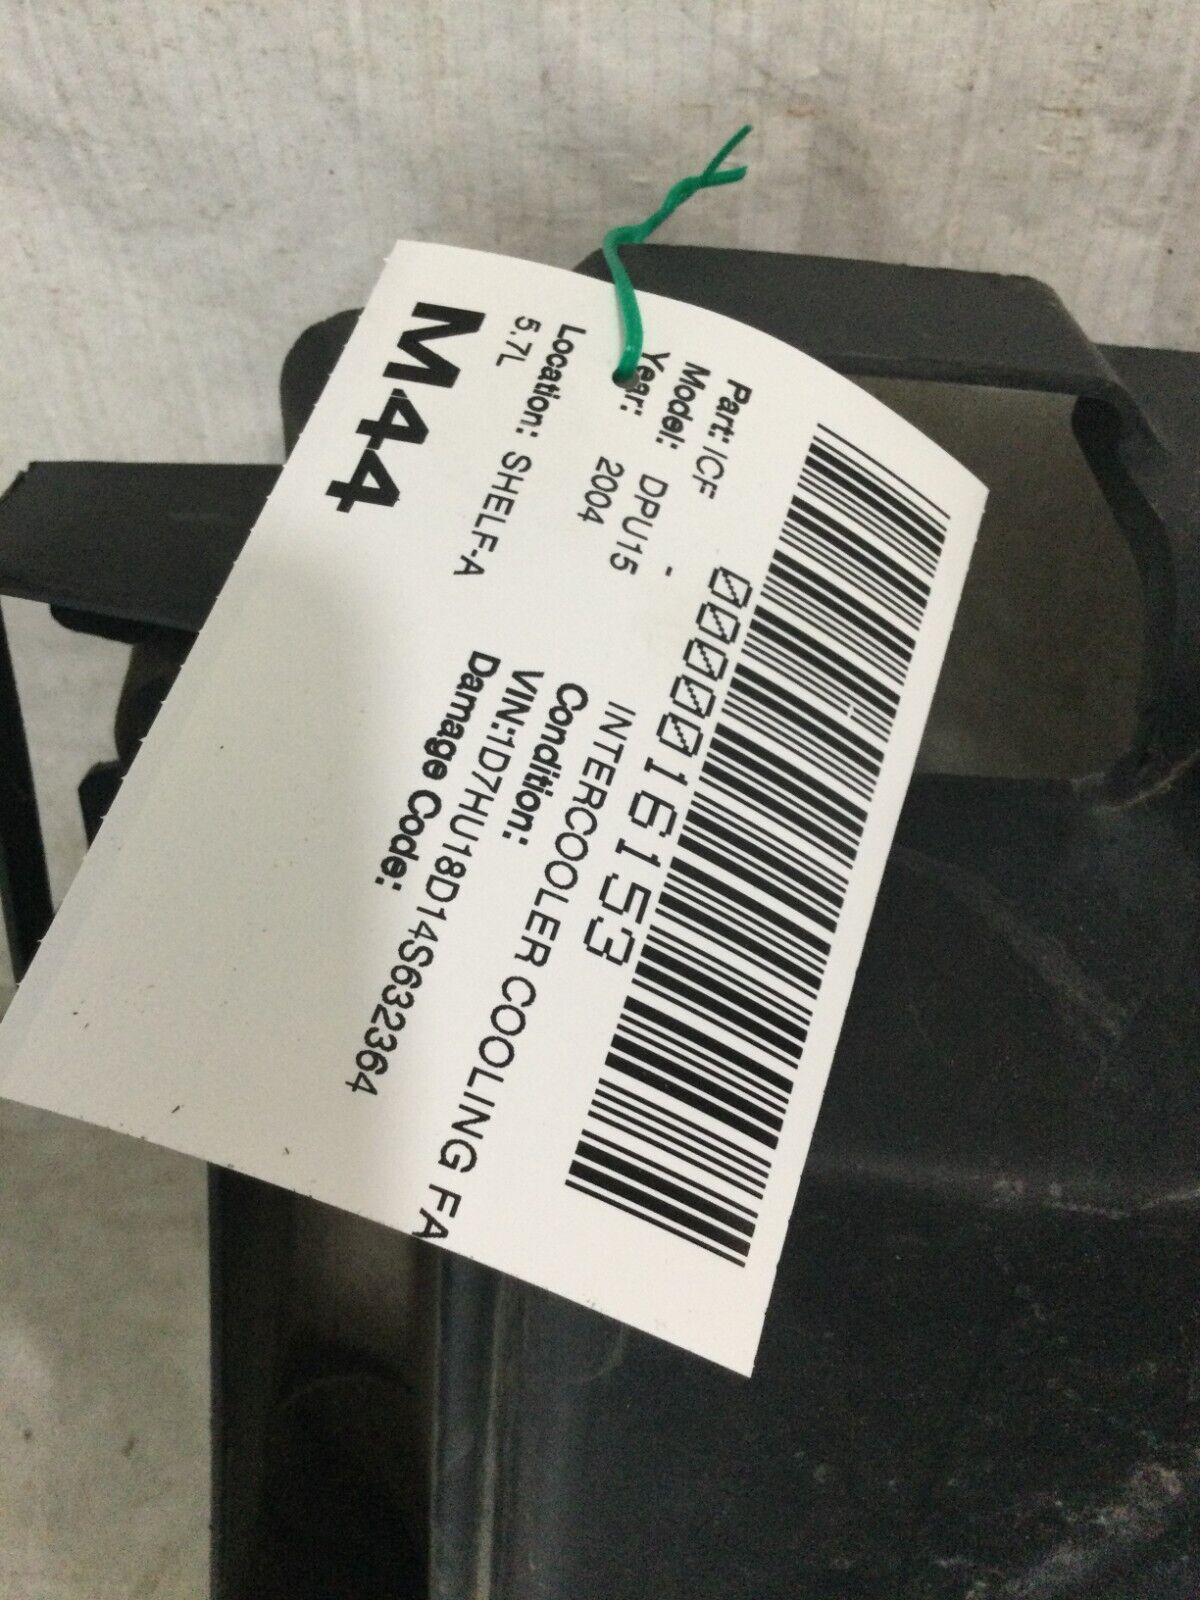 0000016153
Part: ICF - INTERCOOLER COOLING FA
Model: DPU15
Year: 2004 Condition:
VIN:1D7HU18D14S632364
Location: SHELF-A Damage Code:
5.7L
M44